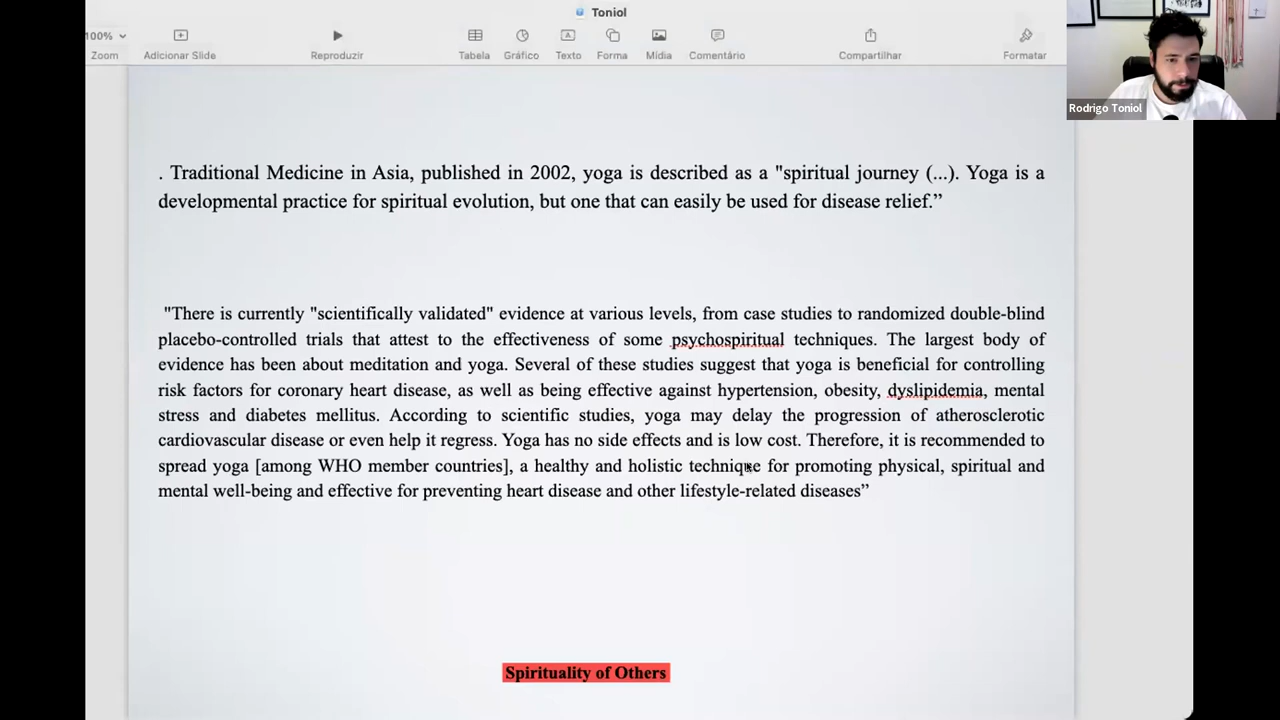 Toniol
100%
Zoom
Adicionar Slide
Reproduzir
Tabela
Gráfico
Texto
Forma
Mídia
Comentário
Compartilhar
Formatar
Rodrigo Toniol
. Traditional Medicine in Asia, published in 2002, yoga is described as a "spiritual journey (...). Yoga is a
developmental practice for spiritual evolution, but one that can easily be used for disease relief.”
"There is currently "scientifically validated" evidence at various levels, from case studies to randomized double-blind
placebo-controlled trials that attest to the effectiveness of some psychospiritual techniques. The largest body of
evidence has been about meditation and yoga. Several of these studies suggest that yoga is beneficial for controlling
risk factors for coronary heart disease, as well as being effective against hypertension, obesity, dyslipidemia, mental
stress and diabetes mellitus. According to scientific studies, yoga may delay the progression of atherosclerotic
cardiovascular disease or even help it regress. Yoga has no side effects and is low cost. Therefore, it is recommended to
spread yoga [among WHO member countries], a healthy and holistic technique for promoting physical, spiritual and
mental well-being and effective for preventing heart disease and other lifestyle-related diseases”
Spirituality of Others